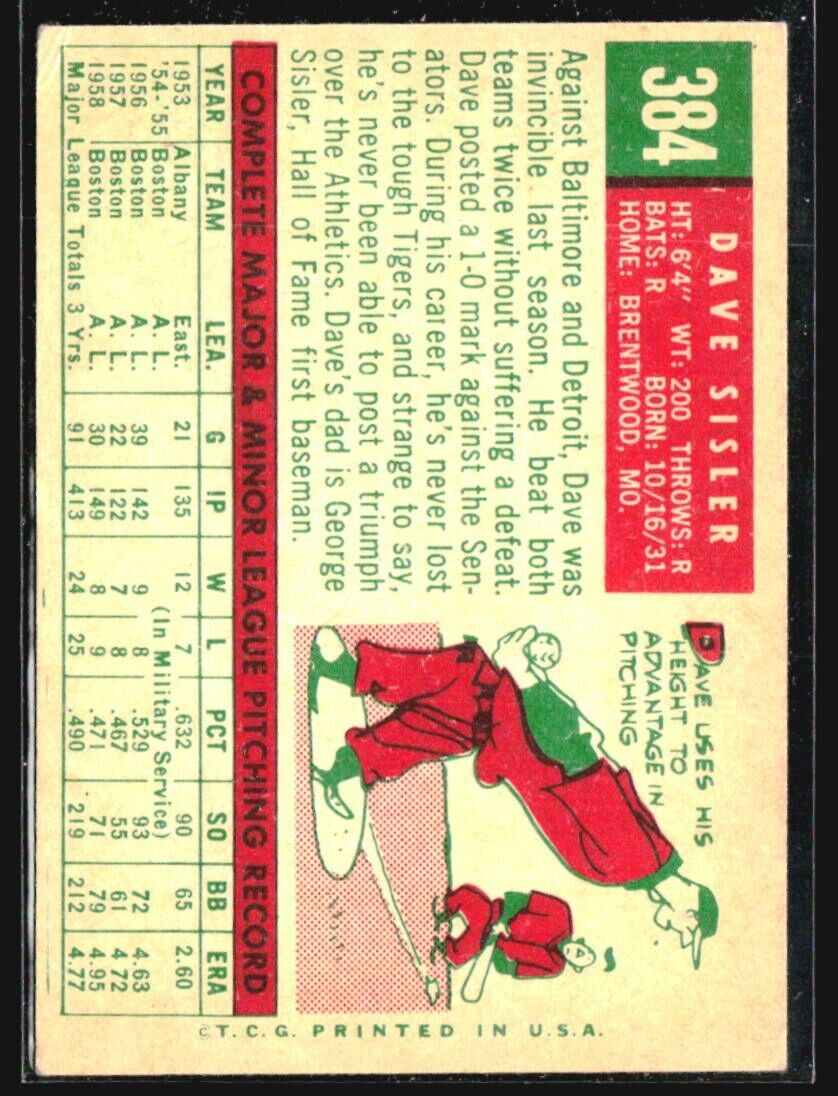 384
DAVE SISLER
HT: 6'4" WT: 200 THROWS: R
BATS: R BORN: 10/16/31
HOME: BRENTWOOD, MO.
DAVE USES HIS
HEIGHT TO
ADVANTAGE IN
PITCHING
Against Baltimore and Detroit, Dave was
invincible last season. He beat both
teams twice without suffering a defeat.
Dave posted a 1-0 mark against the Sen-
ators. During his career, he's never lost
to the tough Tigers, and strange to say,
he's never been able to post a triumph
over the Athletics. Dave's dad is George
Sisler, Hall of Fame first baseman.
COMPLETE MAJOR & MINOR LEAGUE PITCHING RECORD
YEAR TEAM LEA. G IP W L PCT SO BB ERA
1953 Albany East. 21 135 12 7 .632 90 65 2.60
'54-'55 Boston A. L. (In Military Service)
1956 Boston A. L. 39 142 9 8 .529 93 72 4.63
1957 Boston A. L. 22 122 7 8 .467 55 61 4.72
1958 Boston A. L. 30 149 8 9 .471 71 79 4.95
Major League Totals 3 Yrs. 91 413 24 25 .490 219 212 4.77
©T.C.G. PRINTED IN U.S.A.